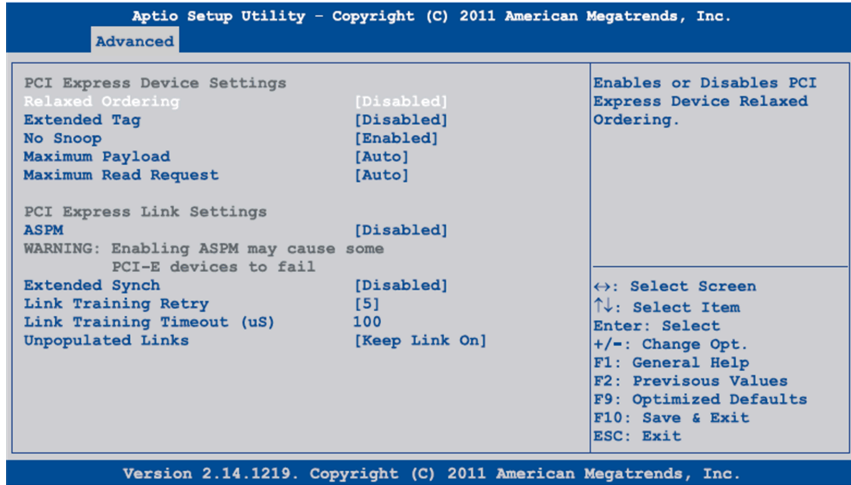 Aptio Setup Utility – Copyright (C) 2011 American Megatrends, Inc.
Advanced
PCI Express Device Settings
Relaxed Ordering [Disabled]
Extended Tag [Disabled]
No Snoop [Enabled]
Maximum Payload [Auto]
Maximum Read Request [Auto]
PCI Express Link Settings
ASPM [Disabled]
WARNING: Enabling ASPM may cause some
PCI-E devices to fail
Extended Synch [Disabled]
Link Training Retry [5]
Link Training Timeout (uS) 100
Unpopulated Links [Keep Link On]
Enables or Disables PCI
Express Device Relaxed
Ordering.
↔: Select Screen
↑↓: Select Item
Enter: Select
+/-: Change Opt.
F1: General Help
F2: Previsous Values
F9: Optimized Defaults
F10: Save & Exit
ESC: Exit
Version 2.14.1219. Copyright (C) 2011 American Megatrends, Inc.